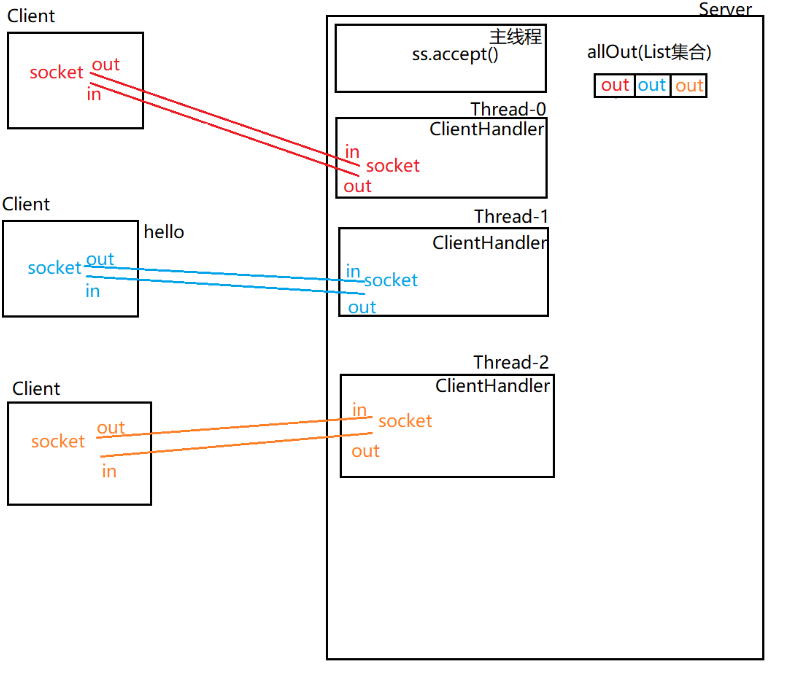 Client
out
socket
in
Client
hello
out
socket
in
Client
out
socket
in
Server
主线程
ss.accept()
allOut(List集合)
out out out
Thread-0
ClientHandler
in
socket
out
Thread-1
ClientHandler
in
socket
out
Thread-2
ClientHandler
in
socket
out